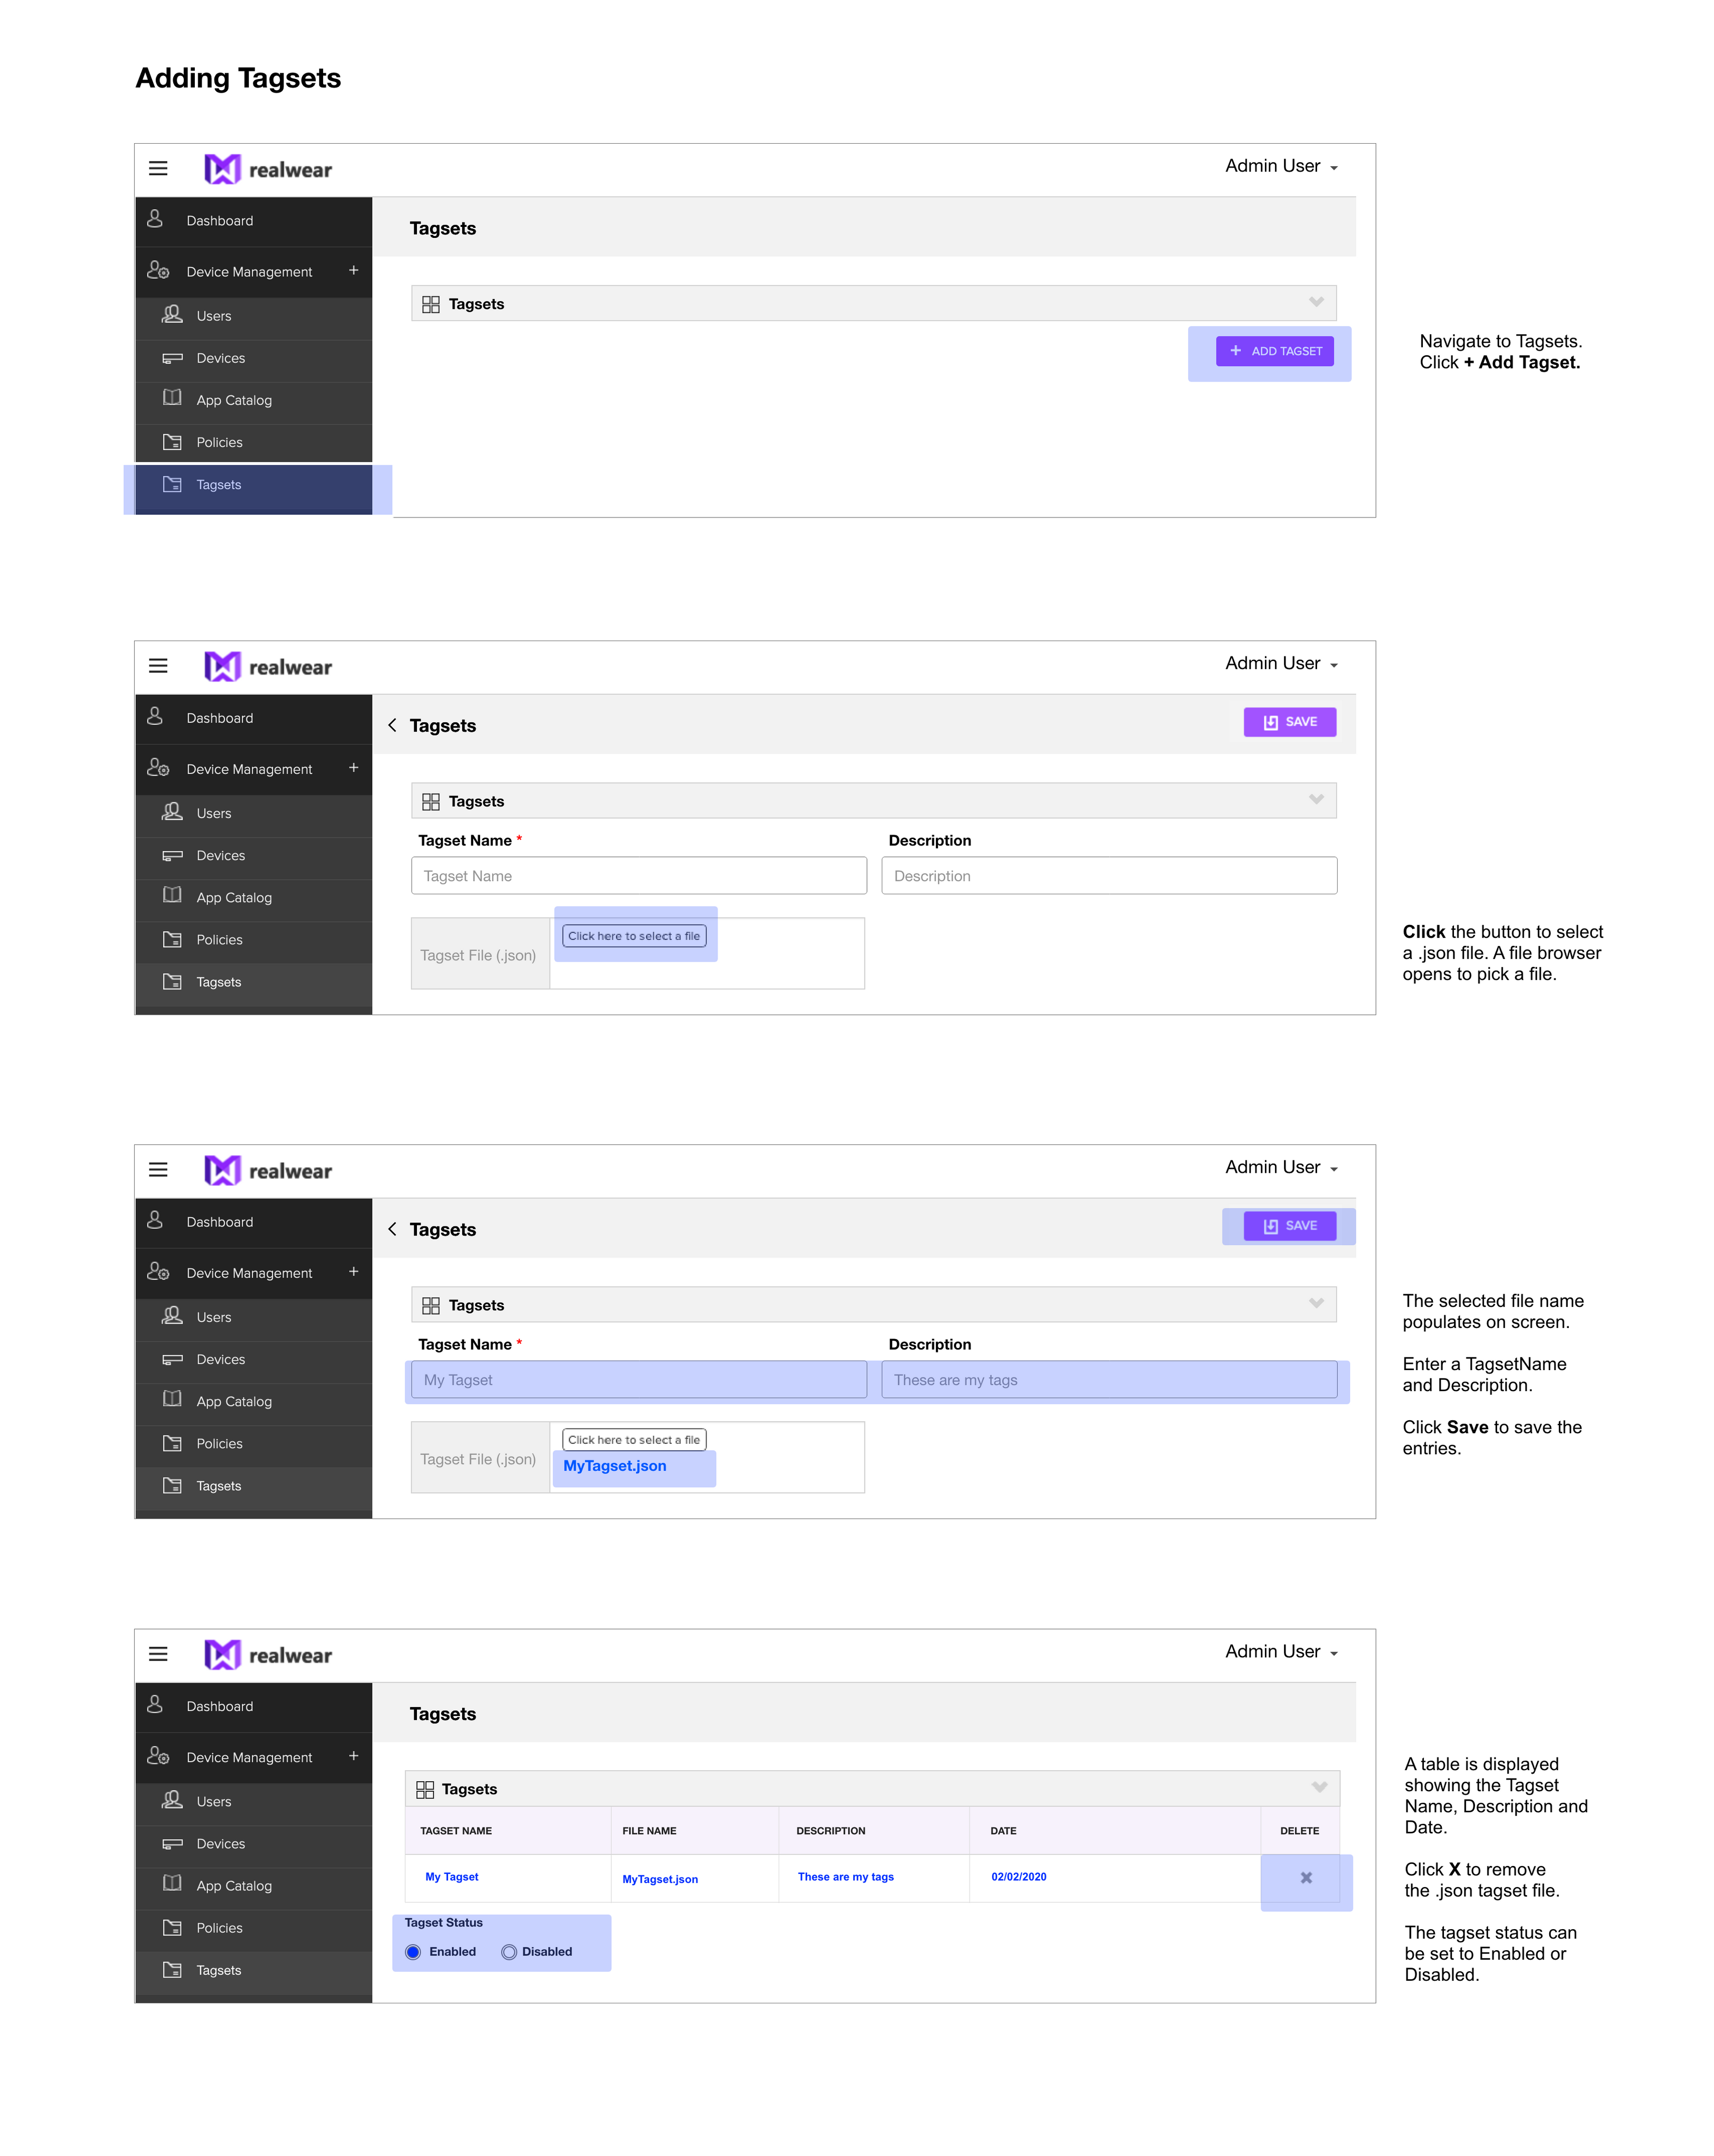 Adding Tagsets
realwear
Admin User
Dashboard
Device Management +
Users
Devices
App Catalog
Policies
Tagsets
Tagsets
Tagsets
+ ADD TAGSET
Navigate to Tagsets.
Click + Add Tagset.
realwear
Admin User
Dashboard
Device Management +
Users
Devices
App Catalog
Policies
Tagsets
Tagsets
SAVE
Tagsets
Tagset Name * Description
Tagset Name Description
Tagset File (.json)
Click here to select a file
Click the button to select
a .json file. A file browser
opens to pick a file.
realwear
Admin User
Dashboard
Device Management +
Users
Devices
App Catalog
Policies
Tagsets
Tagsets
SAVE
Tagsets
Tagset Name * Description
My Tagset These are my tags
Tagset File (.json)
Click here to select a file
MyTagset.json
The selected file name
populates on screen.
Enter a TagsetName
and Description.
Click Save to save the
entries.
realwear
Admin User
Dashboard
Device Management +
Users
Devices
App Catalog
Policies
Tagsets
Tagsets
Tagsets
TAGSET NAME FILE NAME DESCRIPTION DATE DELETE
My Tagset MyTagset.json These are my tags 02/02/2020
Tagset Status
Enabled Disabled
A table is displayed
showing the Tagset
Name, Description and
Date.
Click X to remove
the .json tagset file.
The tagset status can
be set to Enabled or
Disabled.